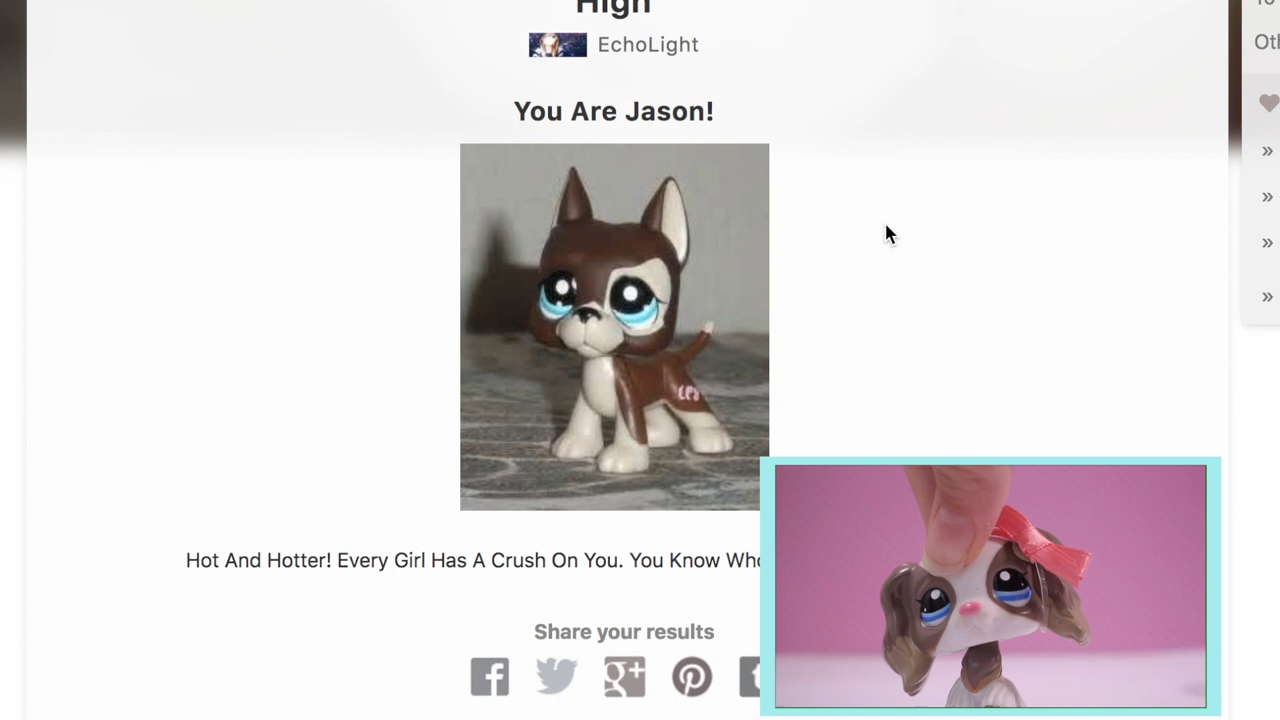 High
EchoLight
You Are Jason!
LPS
Hot And Hotter! Every Girl Has A Crush On You. You Know
Share your results
»
»
»
»